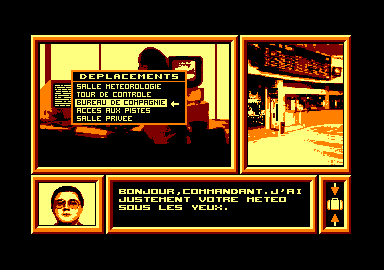 DEPLACEMENTS
SALLE METEOROLOGIE
TOUR DE CONTROLE
BUREAU DE COMPAGNIE
ACCES AUX PISTES
SALLE PRIVEE
BONJOUR,COMMANDANT.J'AI
JUSTEMENT VOTRE METEO
SOUS LES YEUX.